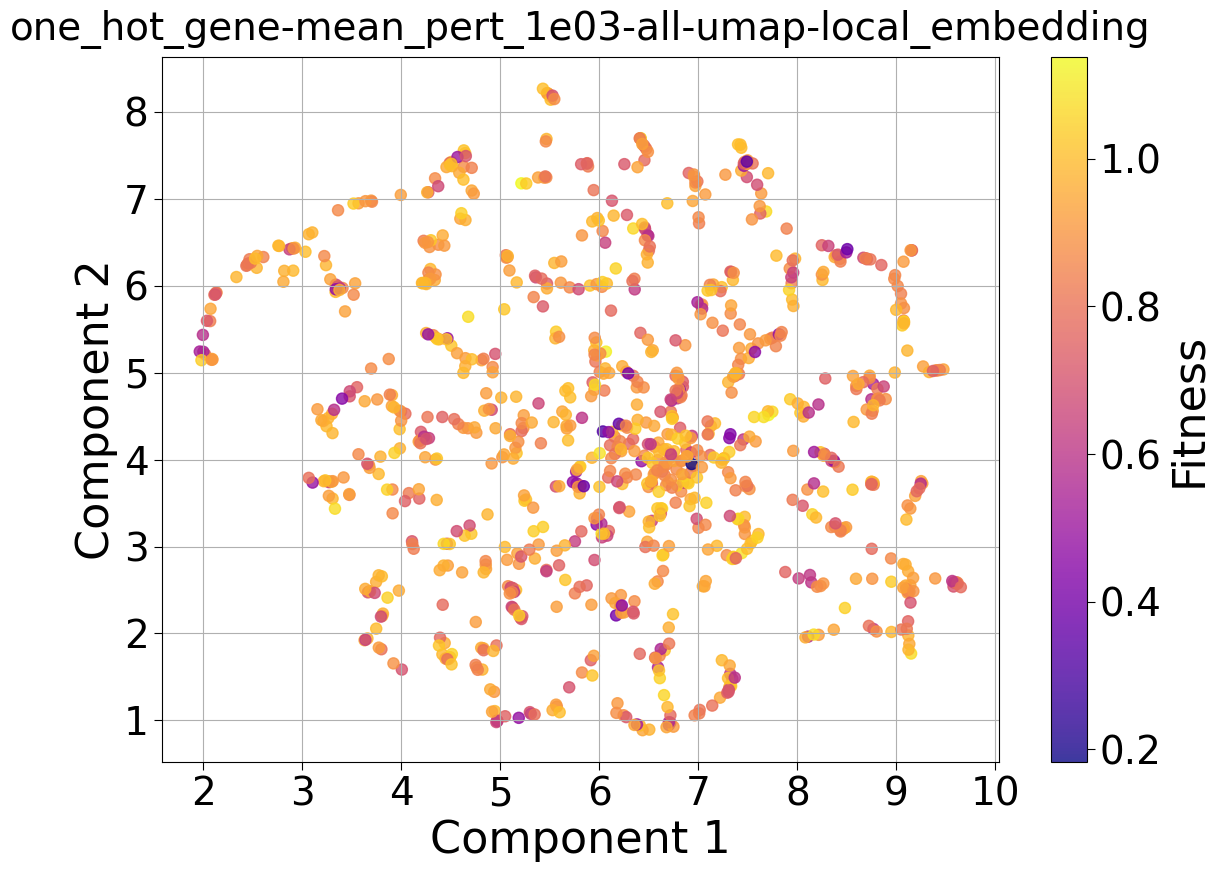 one_hot_gene-mean_pert_1e03-all-umap-local_embedding
8
7
6
5
4
3
2
1
Component 2
2 3 4 5 6 7 8 9 10
Component 1
1.0
0.8
0.6
0.4
0.2
Fitness